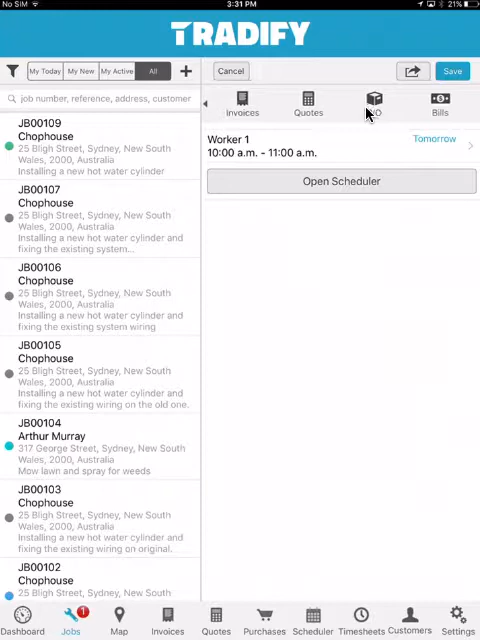 No SIM
3:31 PM
21%
TRADIFY
My Today
My New
My Active
All
Cancel
Save
job number, reference, address, customer
Invoices
Quotes
Bills
JB00109
Chophouse
25 Bligh Street, Sydney, New South
Wales, 2000, Australia
Installing a new hot water cylinder
Worker 1
Tomorrow
10:00 a.m. - 11:00 a.m.
Open Scheduler
JB00107
Chophouse
25 Bligh Street, Sydney, New South
Wales, 2000, Australia
Installing a new hot water cylinder and
fixing the existing system...
JB00106
Chophouse
25 Bligh Street, Sydney, New South
Wales, 2000, Australia
Installing a new hot water cylinder and
fixing the existing system wiring
JB00105
Chophouse
25 Bligh Street, Sydney, New South
Wales, 2000, Australia
Installing a new hot water cylinder and
fixing the existing wiring on the old one.
JB00104
Arthur Murray
317 George Street, Sydney, New South
Wales, 2000, Australia
Mow lawn and spray for weeds
JB00103
Chophouse
25 Bligh Street, Sydney, New South
Wales, 2000, Australia
Installing a new hot water cylinder and
fixing the existing wiring on original.
JB00102
Chophouse
25 Bligh Street, Sydney, New South
1
Dashboard
Jobs
Map
Invoices
Quotes
Purchases
Scheduler
Timesheets
Customers
Settings